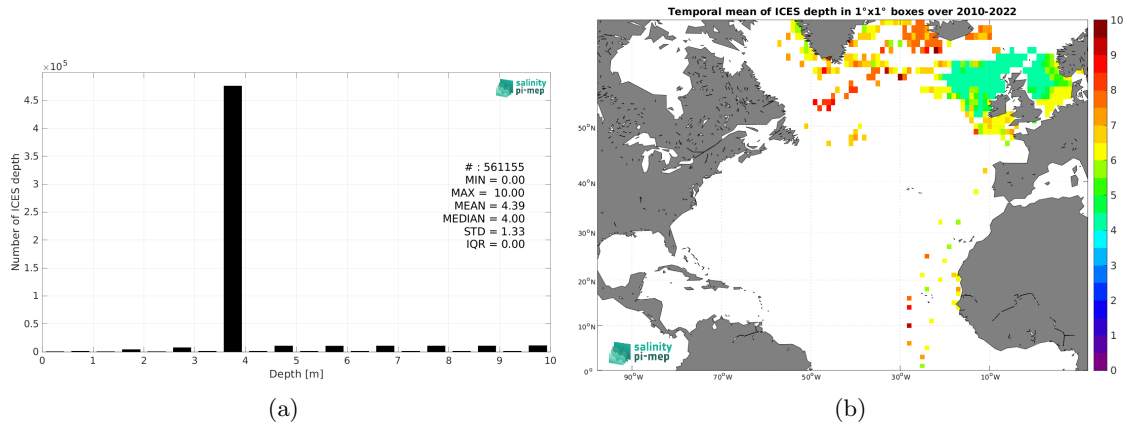 ×10⁵
4.5
4
3.5
3
2.5
2
1.5
1
0.5
0
Number of ICES depth
salinity
pi-mep
# : 561155
MIN = 0.00
MAX = 10.00
MEAN = 4.39
MEDIAN = 4.00
STD = 1.33
IQR = 0.00
0 1 2 3 4 5 6 7 8 9 10
Depth [m]
(a)
Temporal mean of ICES depth in 1°x1° boxes over 2010-2022
50°N
40°N
30°N
20°N
10°N
0°
90°W 70°W 50°W 30°W 10°W
salinity
pi-mep
10
9
8
7
6
5
4
3
2
1
0
(b)